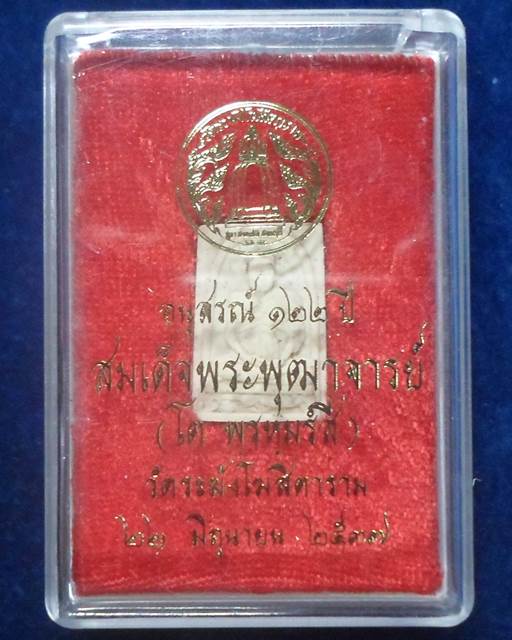 อนุสรณ์ ๑๒๒ ปี
สมเด็จพระพุฒาจารย์
(โต พรหมรํสี)
วัดระฆังโฆสิตาราม
๒๒ มิถุนายน ๒๕๓๗